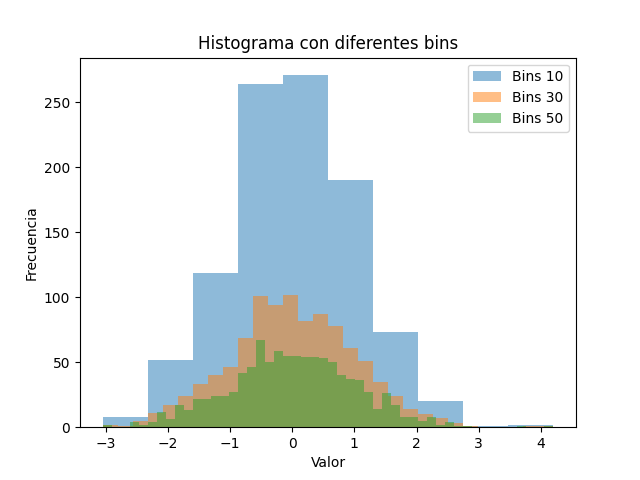 Histograma con diferentes bins
Bins 10
Bins 30
Bins 50
Frecuencia
250
200
150
100
50
0
−3
−2
−1
0
1
2
3
4
Valor